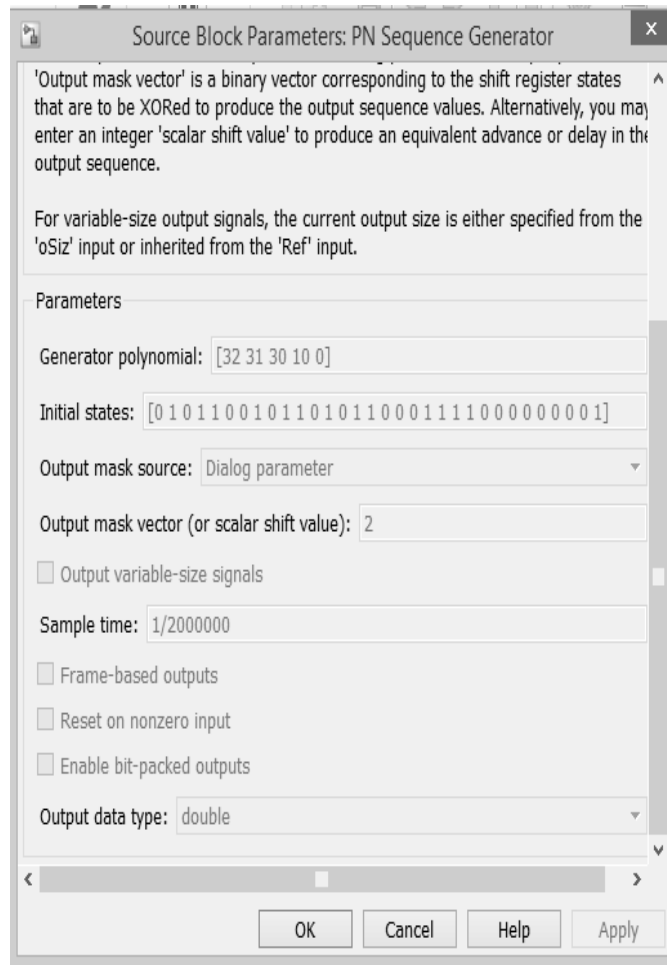 Source Block Parameters: PN Sequence Generator
x
'Output mask vector' is a binary vector corresponding to the shift register states
that are to be XORed to produce the output sequence values. Alternatively, you may
enter an integer 'scalar shift value' to produce an equivalent advance or delay in the
output sequence.
For variable-size output signals, the current output size is either specified from the
'oSiz' input or inherited from the 'Ref' input.
Parameters
Generator polynomial: [32 31 30 10 0]
Initial states: [0 1 0 1 1 0 0 1 0 1 1 0 1 0 1 1 0 0 0 1 1 1 1 0 0 0 0 0 0 0 0 1]
Output mask source: Dialog parameter
Output mask vector (or scalar shift value): 2
Output variable-size signals
Sample time: 1/2000000
Frame-based outputs
Reset on nonzero input
Enable bit-packed outputs
Output data type: double
OK Cancel Help Apply